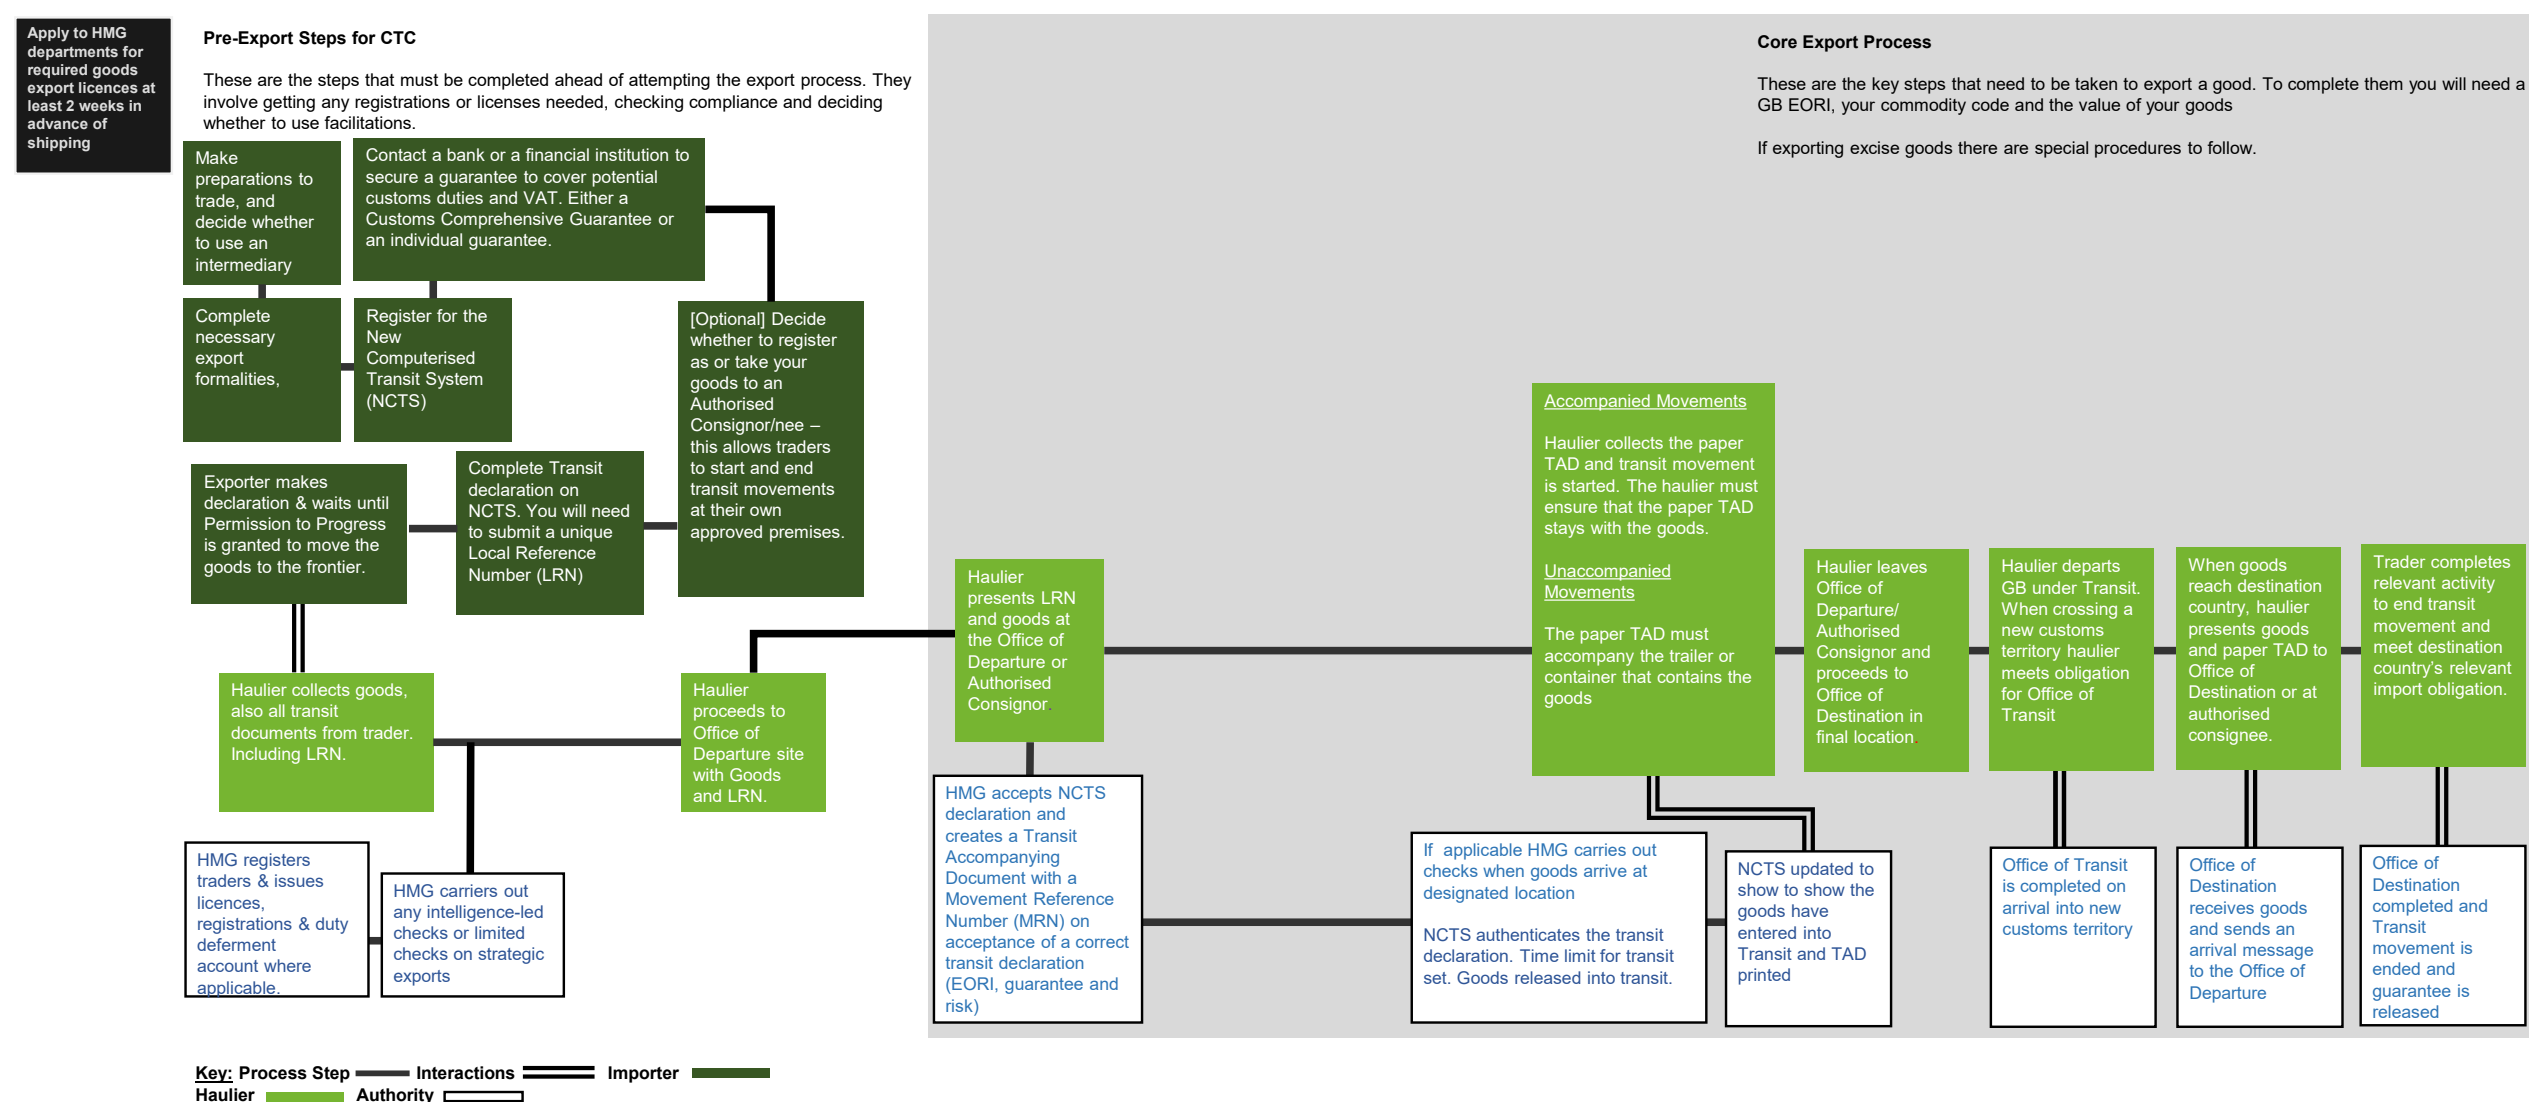 Apply to HMG
departments for
required goods
export licences at
least 2 weeks in
advance of
shipping
Pre-Export Steps for CTC
These are the steps that must be completed ahead of attempting the export process. They
involve getting any registrations or licenses needed, checking compliance and deciding
whether to use facilitations.
Make
preparations to
trade, and
decide whether
to use an
intermediary
Contact a bank or a financial institution to
secure a guarantee to cover potential
customs duties and VAT. Either a
Customs Comprehensive Guarantee or
an individual guarantee.
Complete
necessary
export
formalities,
Register for the
New
Computerised
Transit System
(NCTS)
[Optional] Decide
whether to register
as or take your
goods to an
Authorised
Consignor/nee –
this allows traders
to start and end
transit movements
at their own
approved premises.
Exporter makes
declaration & waits until
Permission to Progress
is granted to move the
goods to the frontier.
Complete Transit
declaration on
NCTS. You will need
to submit a unique
Local Reference
Number (LRN)
Haulier collects goods,
also all transit
documents from trader.
Including LRN.
Haulier
proceeds to
Office of
Departure site
with Goods
and LRN.
HMG registers
traders & issues
licences,
registrations & duty
deferment
account where
applicable.
HMG carriers out
any intelligence-led
checks or limited
checks on strategic
exports
Core Export Process
These are the key steps that need to be taken to export a good. To complete them you will need a
GB EORI, your commodity code and the value of your goods
If exporting excise goods there are special procedures to follow.
Haulier
presents LRN
and goods at
the Office of
Departure or
Authorised
Consignor.
Accompanied Movements
Haulier collects the paper
TAD and transit movement
is started. The haulier must
ensure that the paper TAD
stays with the goods.
Unaccompanied
Movements
The paper TAD must
accompany the trailer or
container that contains the
goods
Haulier leaves
Office of
Departure/
Authorised
Consignor and
proceeds to
Office of
Destination in
final location.
Haulier departs
GB under Transit.
When crossing a
new customs
territory haulier
meets obligation
for Office of
Transit
When goods
reach destination
country, haulier
presents goods
and paper TAD to
Office of
Destination or at
authorised
consignee.
Trader completes
relevant activity
to end transit
movement and
meet destination
country's relevant
import obligation.
HMG accepts NCTS
declaration and
creates a Transit
Accompanying
Document with a
Movement Reference
Number (MRN) on
acceptance of a correct
transit declaration
(EORI, guarantee and
risk)
If  applicable HMG carries out
checks when goods arrive at
designated location
NCTS authenticates the transit
declaration. Time limit for transit
set. Goods released into transit.
NCTS updated to
show to show the
goods have
entered into
Transit and TAD
printed
Office of Transit
is completed on
arrival into new
customs territory
Office of
Destination
receives goods
and sends an
arrival message
to the Office of
Departure
Office of
Destination
completed and
Transit
movement is
ended and
guarantee is
released
Key: Process Step Interactions Importer
Haulier Authority